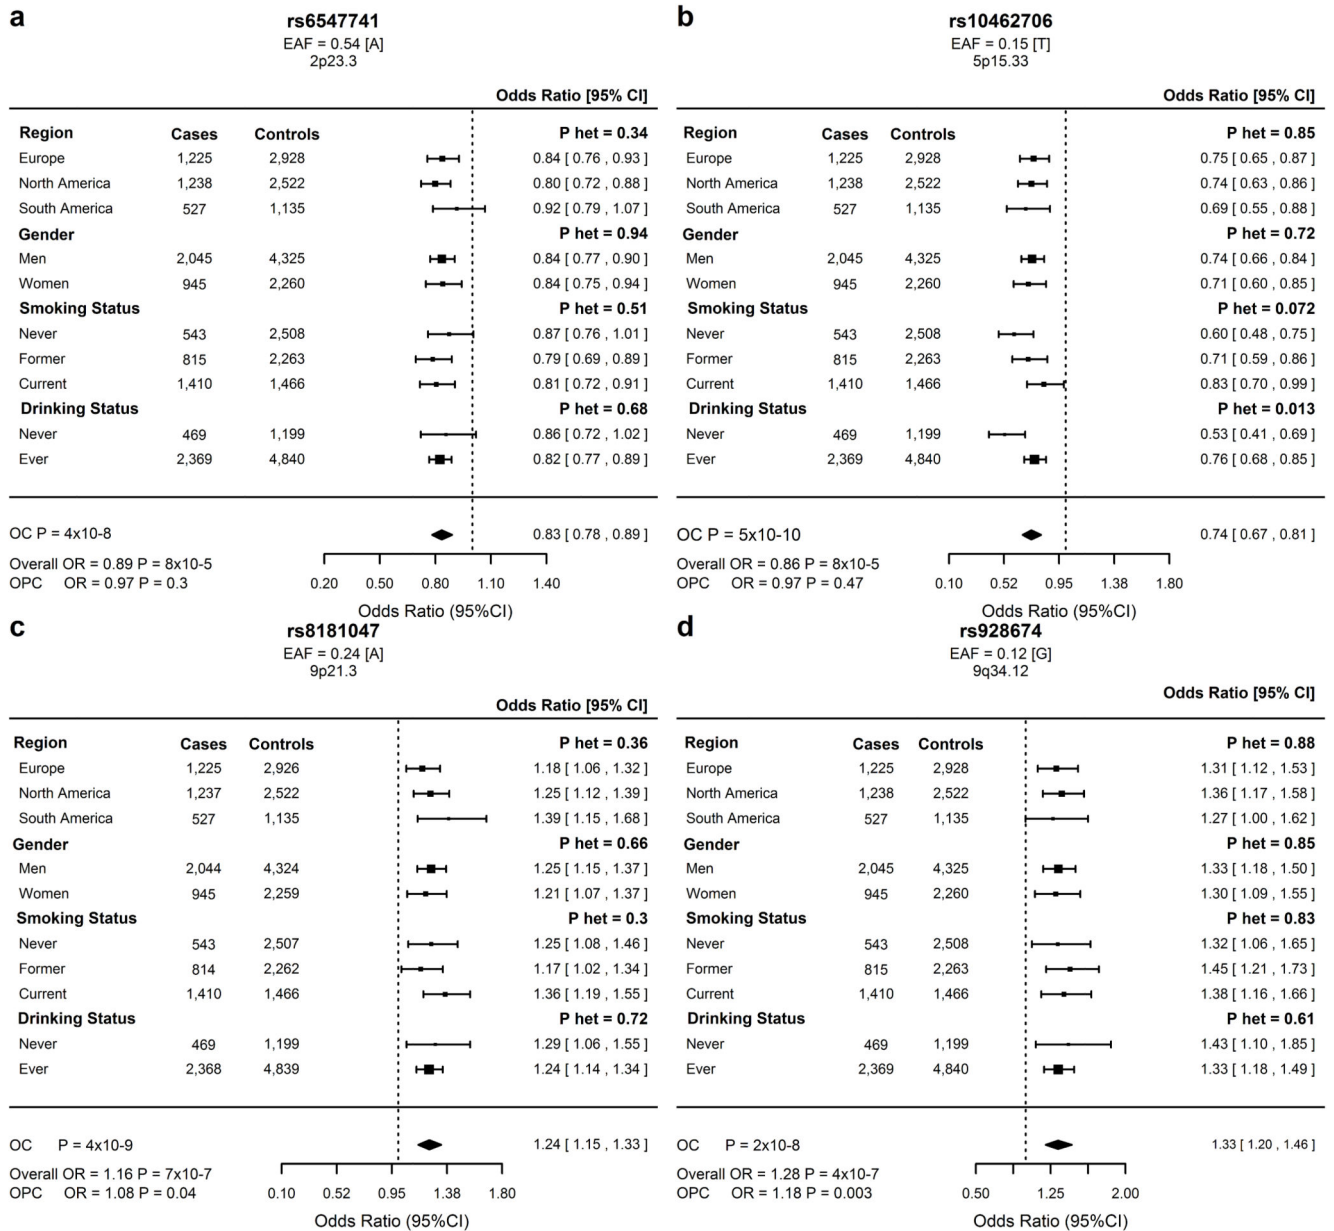 a
rs6547741
EAF = 0.54 [A]
2p23.3
Odds Ratio [95% CI]
Region Cases Controls P het = 0.34
Europe 1,225 2,928 0.84 [ 0.76 , 0.93 ]
North America 1,238 2,522 0.80 [ 0.72 , 0.88 ]
South America 527 1,135 0.92 [ 0.79 , 1.07 ]
Gender P het = 0.94
Men 2,045 4,325 0.84 [ 0.77 , 0.90 ]
Women 945 2,260 0.84 [ 0.75 , 0.94 ]
Smoking Status P het = 0.51
Never 543 2,508 0.87 [ 0.76 , 1.01 ]
Former 815 2,263 0.79 [ 0.69 , 0.89 ]
Current 1,410 1,466 0.81 [ 0.72 , 0.91 ]
Drinking Status P het = 0.68
Never 469 1,199 0.86 [ 0.72 , 1.02 ]
Ever 2,369 4,840 0.82 [ 0.77 , 0.89 ]
OC P = 4x10-8 0.83 [ 0.78 , 0.89 ]
Overall OR = 0.89 P = 8x10-5
OPC OR = 0.97 P = 0.3
0.20 0.50 0.80 1.10 1.40
Odds Ratio (95%CI)
b
rs10462706
EAF = 0.15 [T]
5p15.33
Odds Ratio [95% CI]
Region Cases Controls P het = 0.85
Europe 1,225 2,928 0.75 [ 0.65 , 0.87 ]
North America 1,238 2,522 0.74 [ 0.63 , 0.86 ]
South America 527 1,135 0.69 [ 0.55 , 0.88 ]
Gender P het = 0.72
Men 2,045 4,325 0.74 [ 0.66 , 0.84 ]
Women 945 2,260 0.71 [ 0.60 , 0.85 ]
Smoking Status P het = 0.072
Never 543 2,508 0.60 [ 0.48 , 0.75 ]
Former 815 2,263 0.71 [ 0.59 , 0.86 ]
Current 1,410 1,466 0.83 [ 0.70 , 0.99 ]
Drinking Status P het = 0.013
Never 469 1,199 0.53 [ 0.41 , 0.69 ]
Ever 2,369 4,840 0.76 [ 0.68 , 0.85 ]
OC P = 5x10-10 0.74 [ 0.67 , 0.81 ]
Overall OR = 0.86 P = 8x10-5
OPC OR = 0.97 P = 0.47
0.10 0.52 0.95 1.38 1.80
Odds Ratio (95%CI)
c
rs8181047
EAF = 0.24 [A]
9p21.3
Odds Ratio [95% CI]
Region Cases Controls P het = 0.36
Europe 1,225 2,926 1.18 [ 1.06 , 1.32 ]
North America 1,237 2,522 1.25 [ 1.12 , 1.39 ]
South America 527 1,135 1.39 [ 1.15 , 1.68 ]
Gender P het = 0.66
Men 2,044 4,324 1.25 [ 1.15 , 1.37 ]
Women 945 2,259 1.21 [ 1.07 , 1.37 ]
Smoking Status P het = 0.3
Never 543 2,507 1.25 [ 1.08 , 1.46 ]
Former 814 2,262 1.17 [ 1.02 , 1.34 ]
Current 1,410 1,466 1.36 [ 1.19 , 1.55 ]
Drinking Status P het = 0.72
Never 469 1,199 1.29 [ 1.06 , 1.55 ]
Ever 2,368 4,839 1.24 [ 1.14 , 1.34 ]
OC P = 4x10-9 1.24 [ 1.15 , 1.33 ]
Overall OR = 1.16 P = 7x10-7
OPC OR = 1.08 P = 0.04
0.10 0.52 0.95 1.38 1.80
Odds Ratio (95%CI)
d
rs928674
EAF = 0.12 [G]
9q34.12
Odds Ratio [95% CI]
Region Cases Controls P het = 0.88
Europe 1,225 2,928 1.31 [ 1.12 , 1.53 ]
North America 1,238 2,522 1.36 [ 1.17 , 1.58 ]
South America 527 1,135 1.27 [ 1.00 , 1.62 ]
Gender P het = 0.85
Men 2,045 4,325 1.33 [ 1.18 , 1.50 ]
Women 945 2,260 1.30 [ 1.09 , 1.55 ]
Smoking Status P het = 0.83
Never 543 2,508 1.32 [ 1.06 , 1.65 ]
Former 815 2,263 1.45 [ 1.21 , 1.73 ]
Current 1,410 1,466 1.38 [ 1.16 , 1.66 ]
Drinking Status P het = 0.61
Never 469 1,199 1.43 [ 1.10 , 1.85 ]
Ever 2,369 4,840 1.33 [ 1.18 , 1.49 ]
OC P = 2x10-8 1.33 [ 1.20 , 1.46 ]
Overall OR = 1.28 P = 4x10-7
OPC OR = 1.18 P = 0.003
0.50 1.25 2.00
Odds Ratio (95%CI)